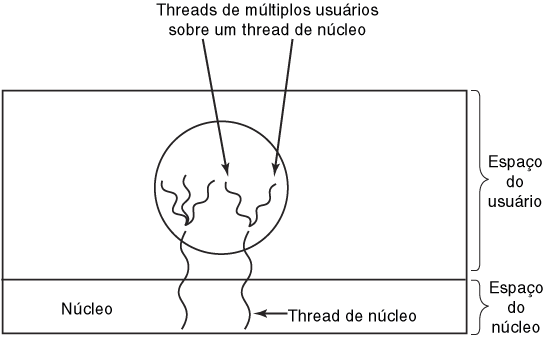 Threads de múltiplos usuários
sobre um thread de núcleo
Espaço
do
usuário
Núcleo
Thread de núcleo
Espaço
do
núcleo